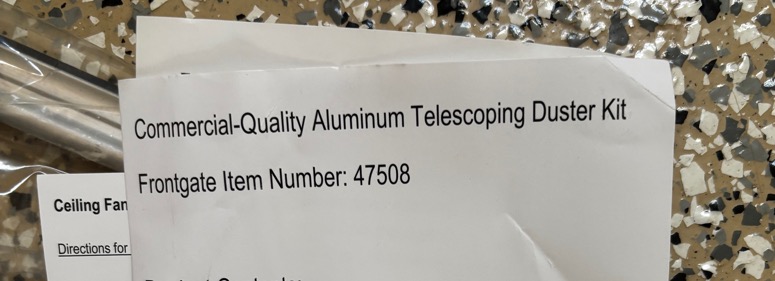 Commercial-Quality Aluminum Telescoping Duster Kit
Frontgate Item Number: 47508
Ceiling Fan
Directions for